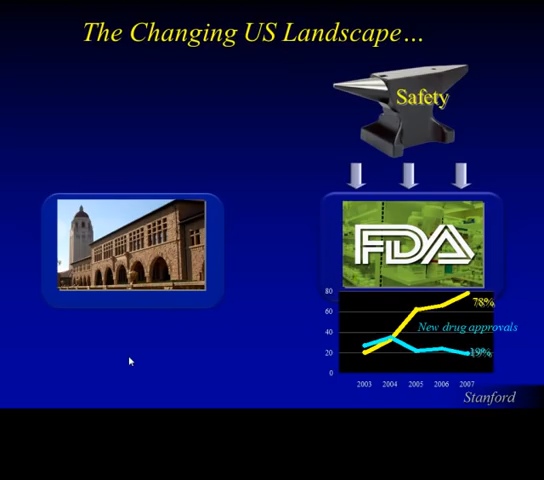 The Changing US Landscape...
Safety
FDA
80
78%
60
New drug approvals
40
20
19%
0
2003 2004 2005 2006 2007
Stanford